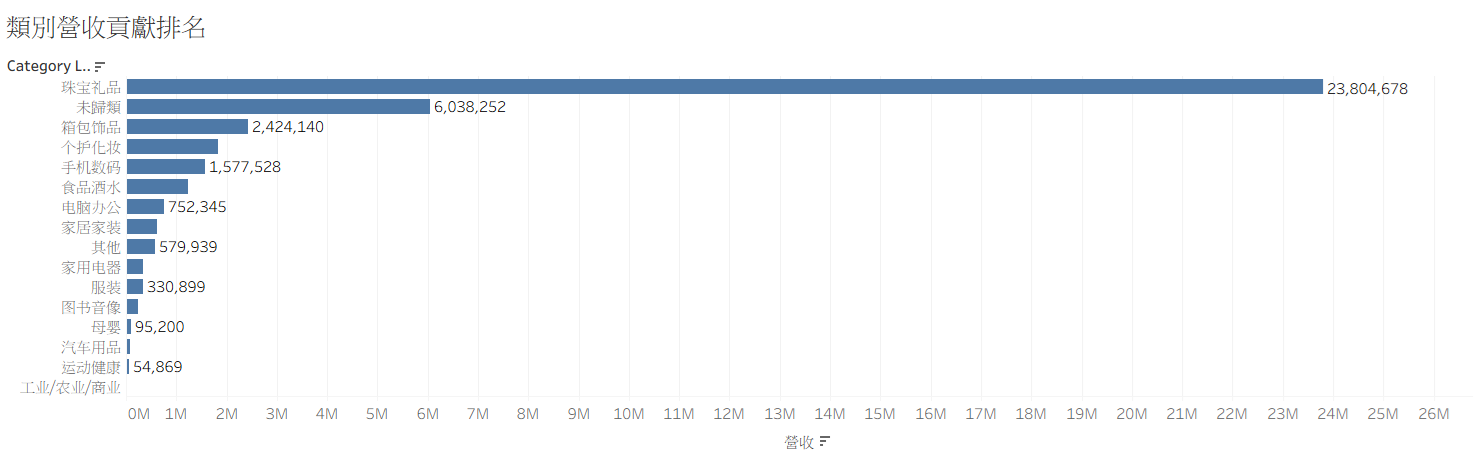 類別營收貢獻排名
Category L..
珠宝礼品 23,804,678
未歸類 6,038,252
箱包饰品 2,424,140
个护化妆
手机数码 1,577,528
食品酒水
电脑办公 752,345
家居家装
其他 579,939
家用电器
服装 330,899
图书音像
母婴 95,200
汽车用品
运动健康 54,869
工业/农业/商业
0M 1M 2M 3M 4M 5M 6M 7M 8M 9M 10M 11M 12M 13M 14M 15M 16M 17M 18M 19M 20M 21M 22M 23M 24M 25M 26M
營收